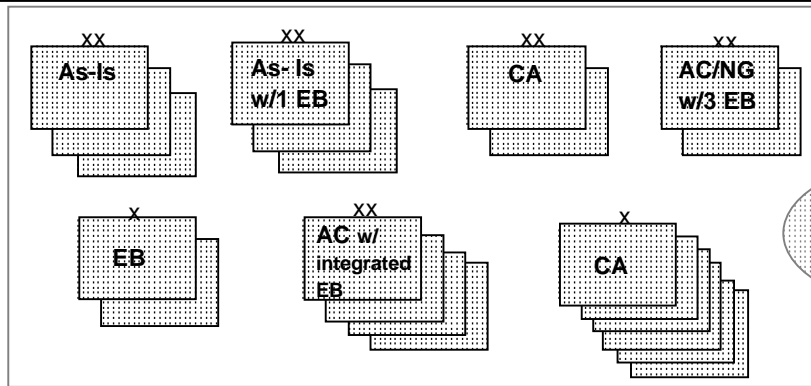 XX
XX
XX
XX
As-Is
As- Is
w/1 EB
CA
AC/NG
w/3 EB
X
XX
X
EB
AC w/
integrated
EB
CA